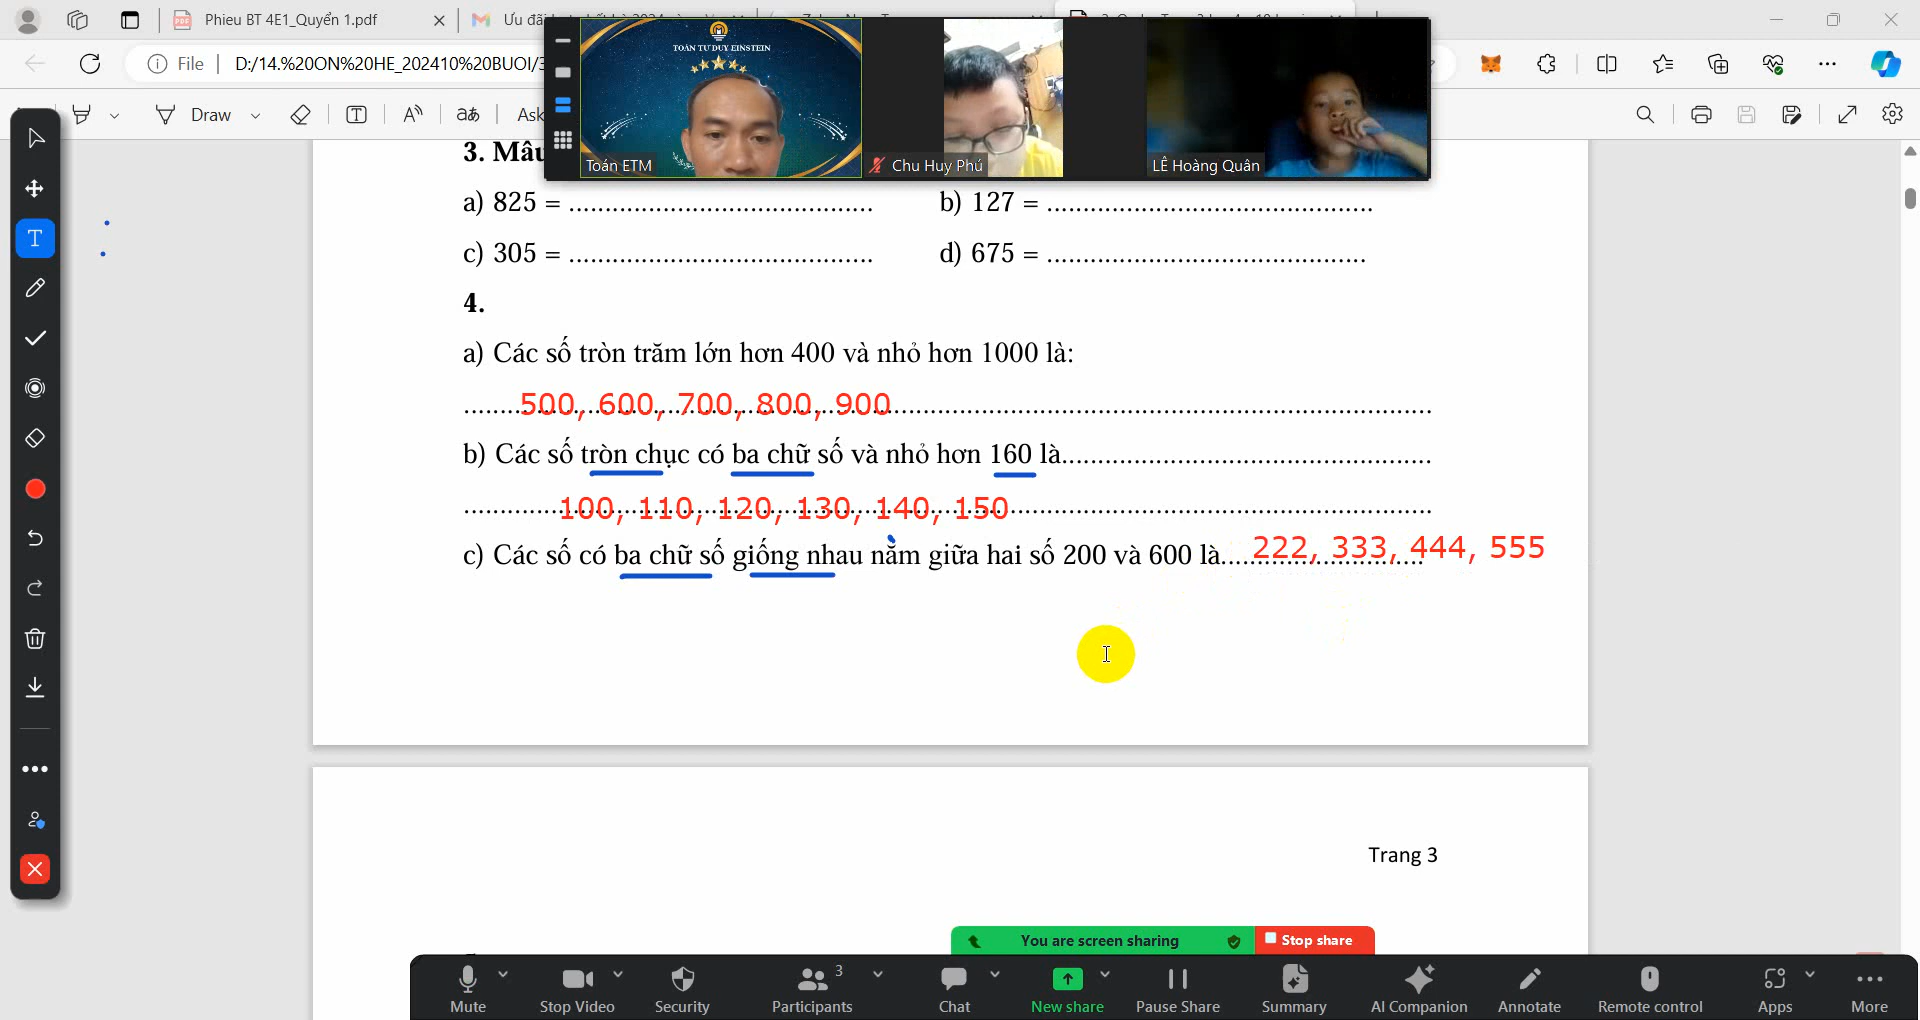 Phieu BT 4E1_Quyển 1.pdf
File
D:/14.%20ON%20HE_202410%20BUOI/3
Draw
Ask
TOÁN TƯ DUY EINSTEIN
Toán ETM
Chu Huy Phú
LÊ Hoàng Quân
3. Mẫu
a) 825 = ..........................................
b) 127 = .............................................
c) 305 = ..........................................
d) 675 = ............................................
4.
a) Các số tròn trăm lớn hơn 400 và nhỏ hơn 1000 là:
500, 600, 700, 800, 900
b) Các số tròn chục có ba chữ số và nhỏ hơn 160 là...................................................
100, 110, 120, 130, 140, 150
c) Các số có ba chữ số giống nhau nằm giữa hai số 200 và 600 là............................
222, 333, 444, 555
Trang 3
You are screen sharing
Stop share
Mute
Stop Video
Security
3
Participants
Chat
New share
Pause Share
Summary
AI Companion
Annotate
Remote control
Apps
More